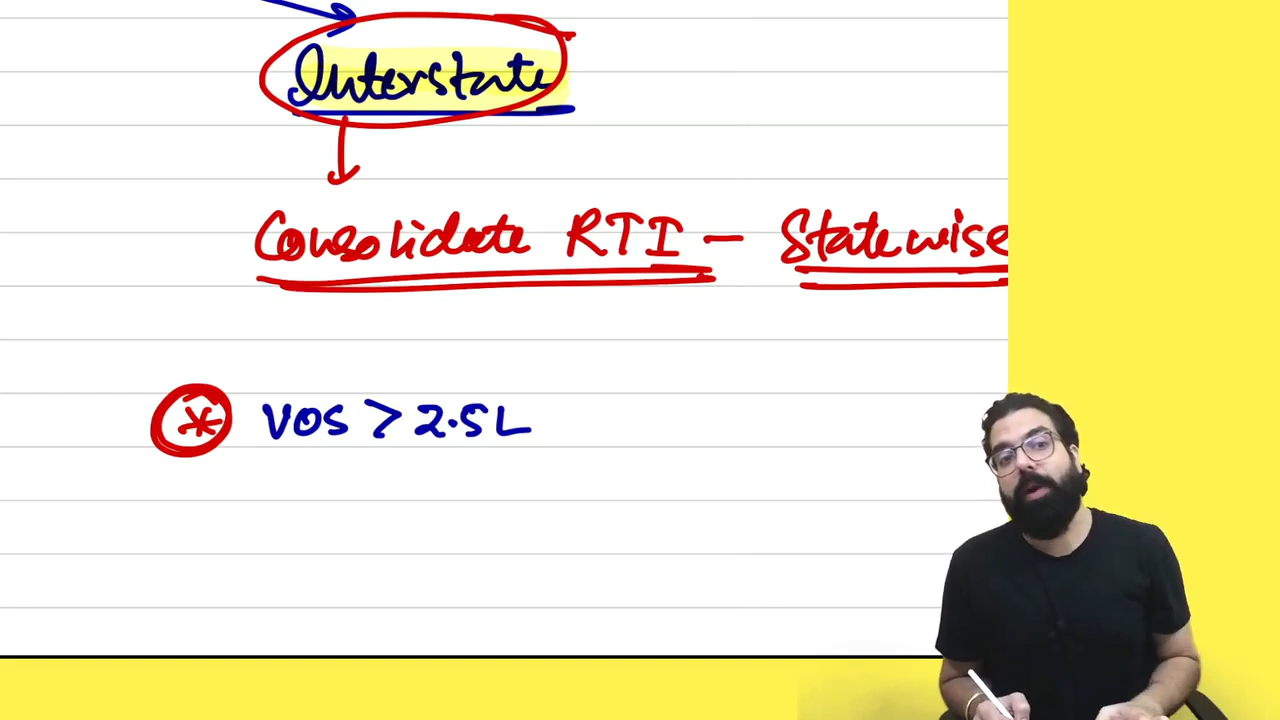 Interstate
Consolidate RTI - Statewise
* VOS > 2.5L